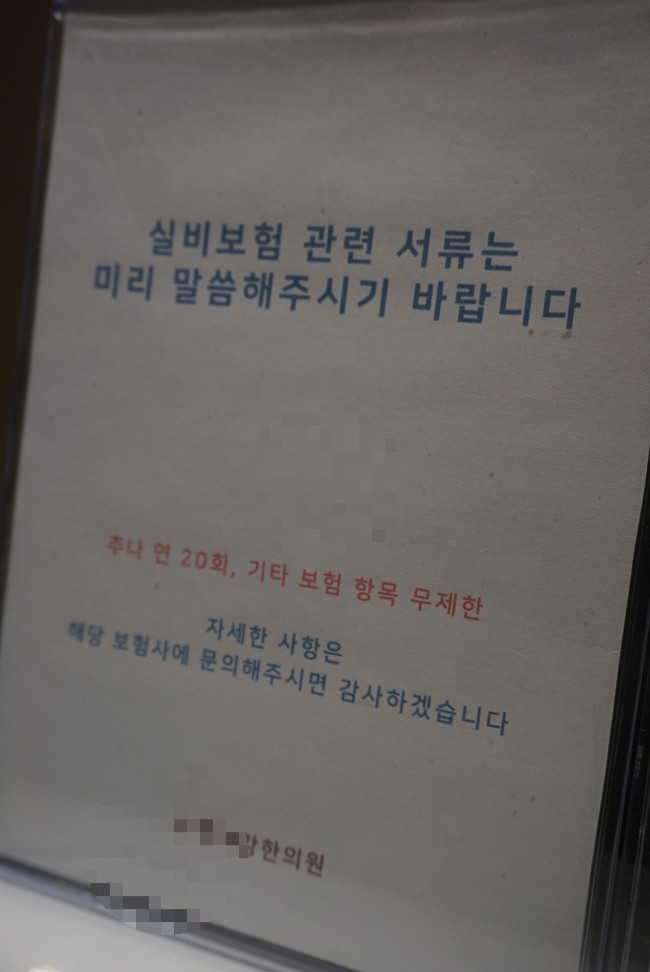 실비보험 관련 서류는
미리 말씀해주시기 바랍니다
추나 연 20회, 기타 보험 항목 무제한
자세한 사항은
해당 보험사에 문의해주시면 감사하겠습니다
한의원